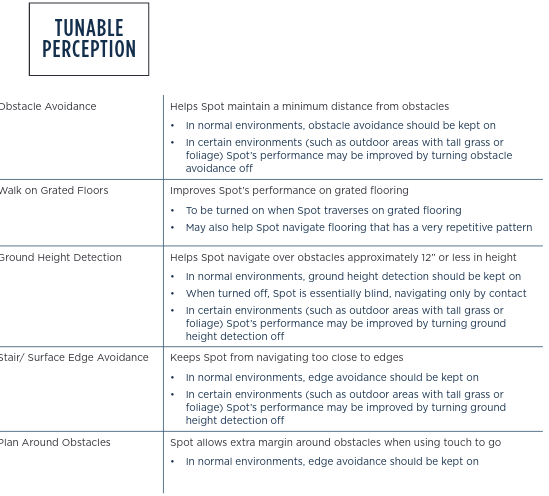 TUNABLE
PERCEPTION
Obstacle Avoidance
Helps Spot maintain a minimum distance from obstacles
• In normal environments, obstacle avoidance should be kept on
• In certain environments (such as outdoor areas with tall grass or
foliage) Spot's performance may be improved by turning obstacle
avoidance off
Walk on Grated Floors
Improves Spot's performance on grated flooring
• To be turned on when Spot traverses on grated flooring
• May also help Spot navigate flooring that has a very repetitive pattern
Ground Height Detection
Helps Spot navigate over obstacles approximately 12" or less in height
• In normal environments, ground height detection should be kept on
• When turned off, Spot is essentially blind, navigating only by contact
• In certain environments (such as outdoor areas with tall grass or
foliage) Spot's performance may be improved by turning ground
height detection off
Stair/ Surface Edge Avoidance
Keeps Spot from navigating too close to edges
• In normal environments, edge avoidance should be kept on
• In certain environments (such as outdoor areas with tall grass or
foliage) Spot's performance may be improved by turning ground
height detection off
Plan Around Obstacles
Spot allows extra margin around obstacles when using touch to go
• In normal environments, edge avoidance should be kept on